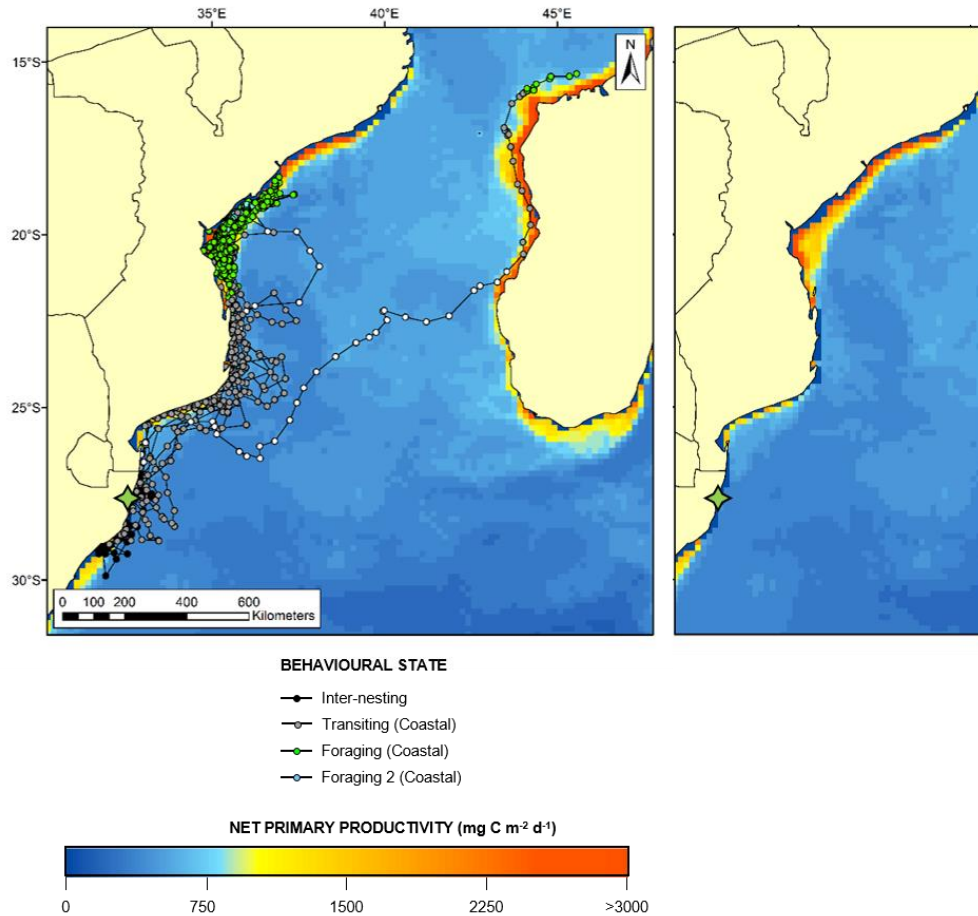 35°E 40°E 45°E
N
15°S
20°S
25°S
30°S
0 100 200 400 600
Kilometers
BEHAVIOURAL STATE
Inter-nesting
Transiting (Coastal)
Foraging (Coastal)
Foraging 2 (Coastal)
NET PRIMARY PRODUCTIVITY (mg C m⁻² d⁻¹)
0 750 1500 2250 >3000